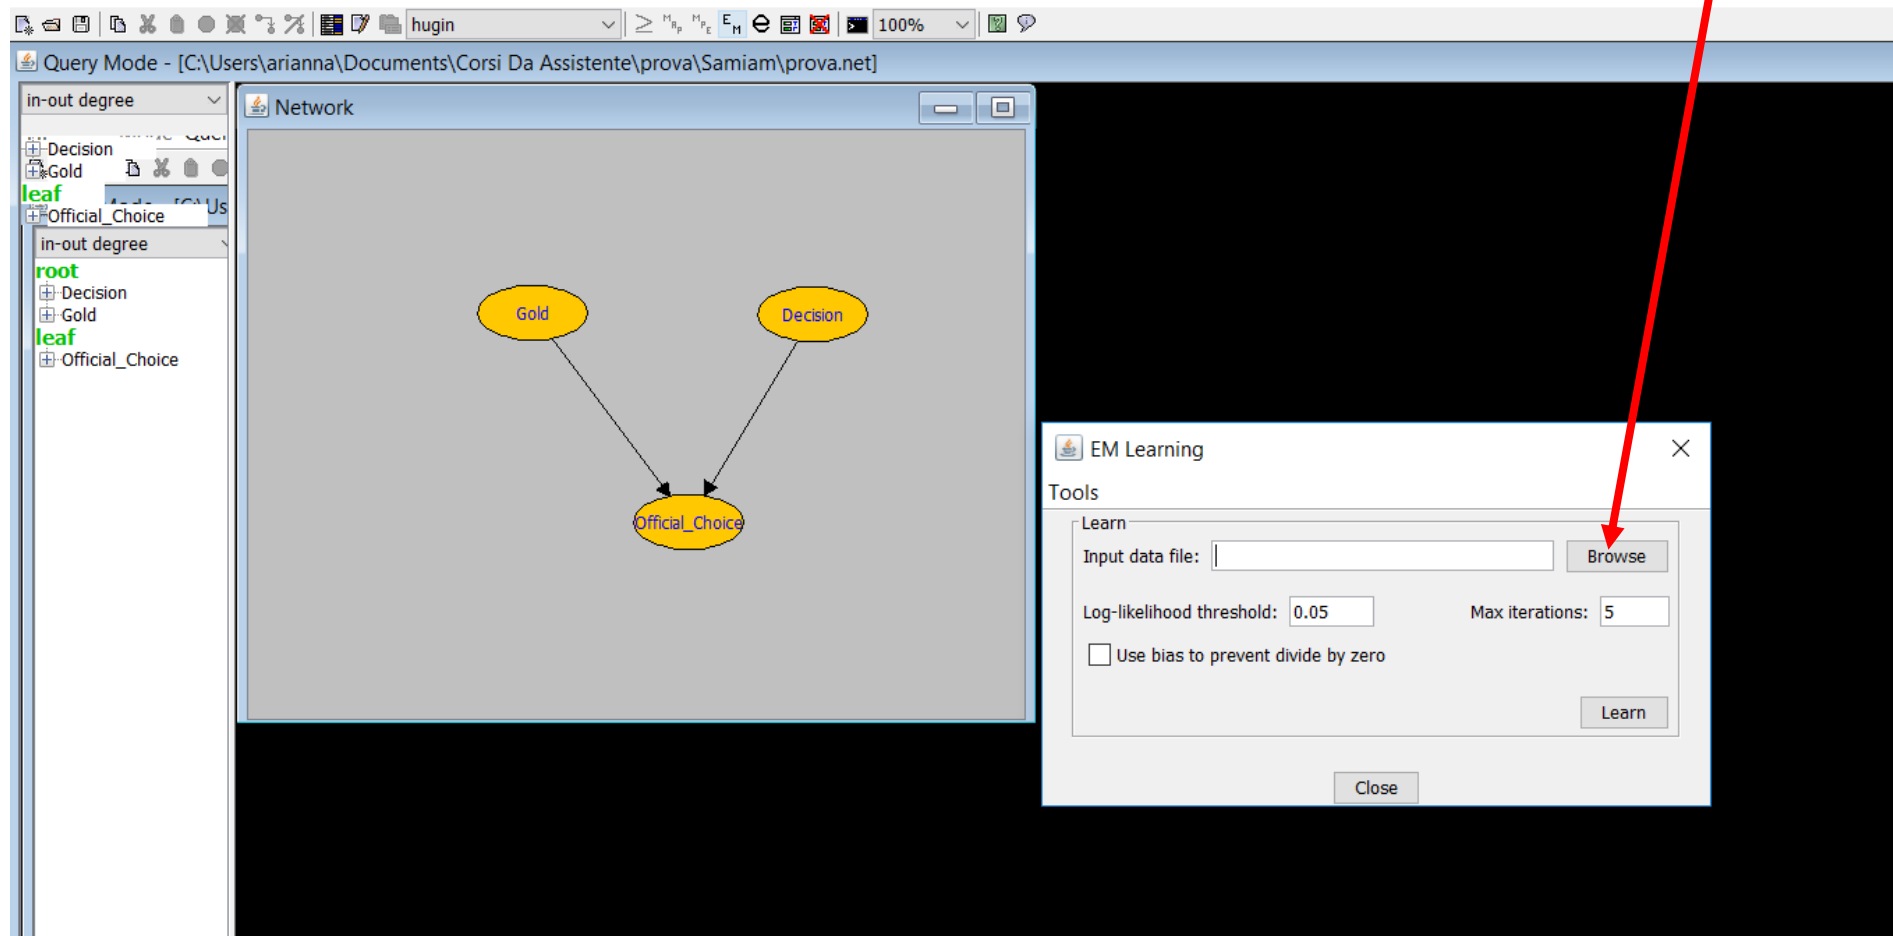 hugin
E M
100%
Query Mode - [C:\Users\arianna\Documents\Corsi Da Assistente\prova\Samiam\prova.net]
in-out degree
Network
Decision
Gold
leaf
Official_Choice
in-out degree
root
Decision
Gold
leaf
Official_Choice
Gold
Decision
Official_Choice
EM Learning
Tools
Learn
Input data file:
Browse
Log-likelihood threshold: 0.05
Max iterations: 5
Use bias to prevent divide by zero
Learn
Close